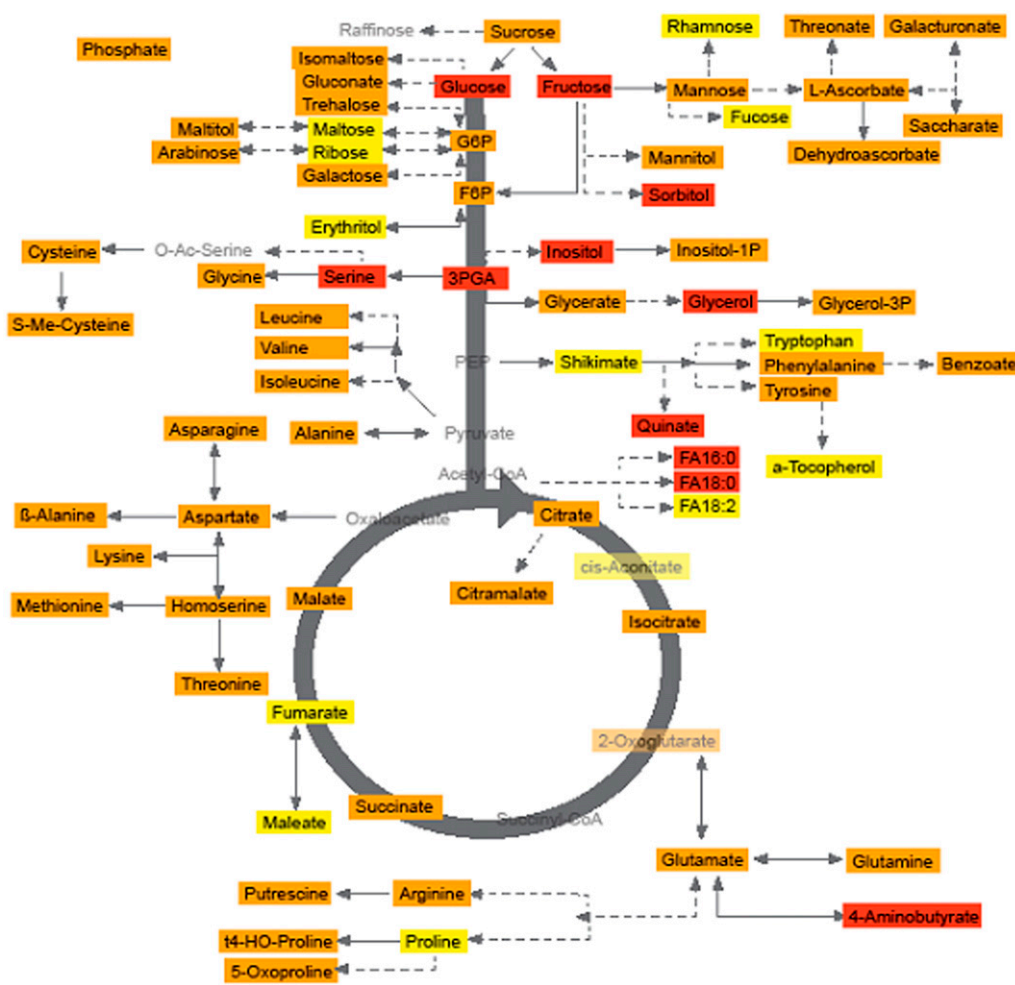 Raffinose
Sucrose
Rhamnose
Threonate
Galacturonate
Phosphate
Isomaltose
Gluconate
Glucose
Fructose
Mannose
L-Ascorbate
Trehalose
Fucose
Saccharate
Maltitol
Maltose
G6P
Arabinose
Ribose
Mannitol
Dehydroascorbate
Galactose
F6P
Sorbitol
Erythritol
Cysteine
O-Ac-Serine
Inositol
Inositol-1P
Glycine
Serine
3PGA
Glycerate
Glycerol
Glycerol-3P
S-Me-Cysteine
Leucine
Valine
Tryptophan
PEP
Shikimate
Phenylalanine
Benzoate
Isoleucine
Tyrosine
Asparagine
Alanine
Pyruvate
Quinate
FA16:0
a-Tocopherol
Acetyl-CoA
FA18:0
FA18:2
ß-Alanine
Aspartate
Oxaloacetate
Citrate
Lysine
cis-Aconitate
Citramalate
Methionine
Homoserine
Malate
Isocitrate
Threonine
Fumarate
2-Oxoglutarate
Succinate
Maleate
Succinyl-CoA
Glutamate
Glutamine
Putrescine
Arginine
4-Aminobutyrate
t4-HO-Proline
Proline
5-Oxoproline